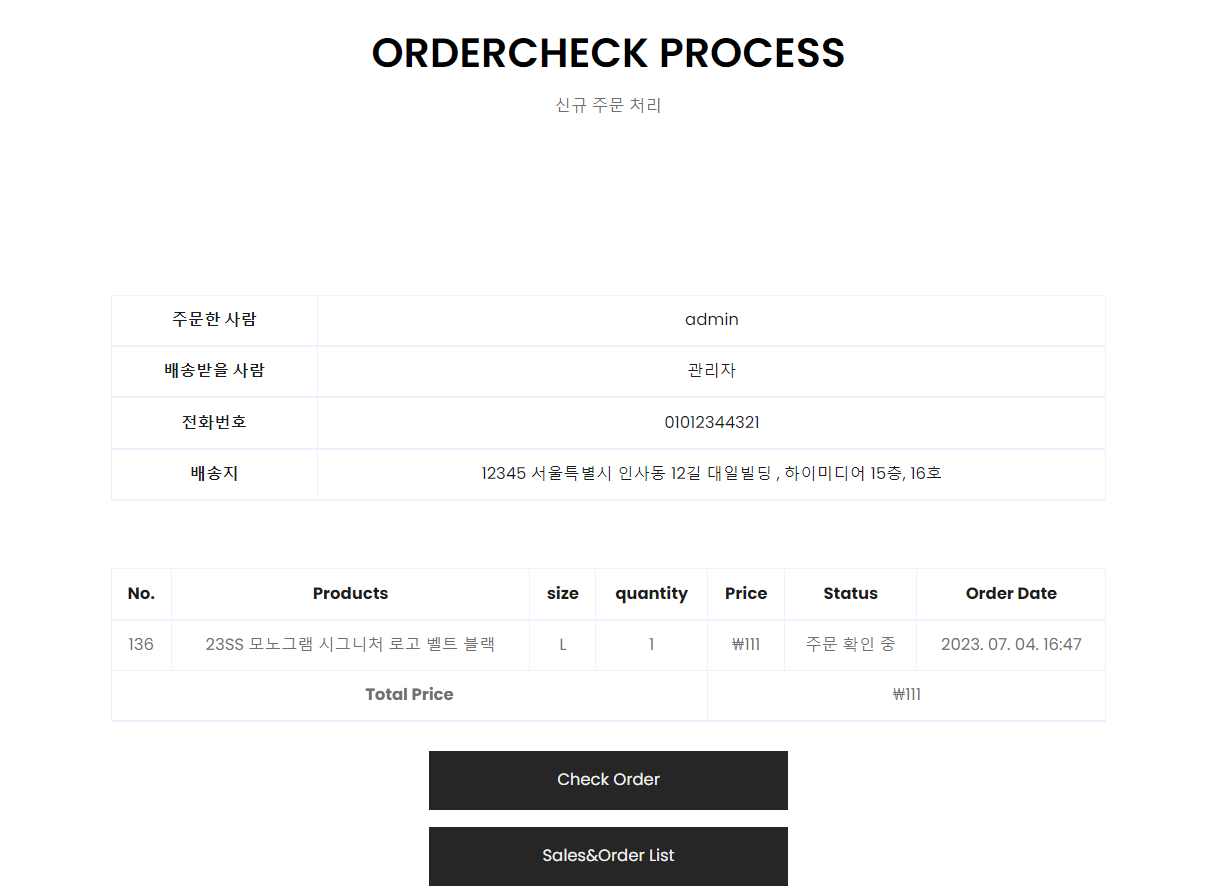 ORDERCHECK PROCESS
신규 주문 처리
주문한 사람 admin
배송받을 사람 관리자
전화번호 01012344321
배송지 12345 서울특별시 인사동 12길 대일빌딩 , 하이미디어 15층, 16호
No. Products size quantity Price Status Order Date
136 23SS 모노그램 시그니처 로고 벨트 블랙 L 1 ₩111 주문 확인 중 2023. 07. 04. 16:47
Total Price ₩111
Check Order
Sales&Order List